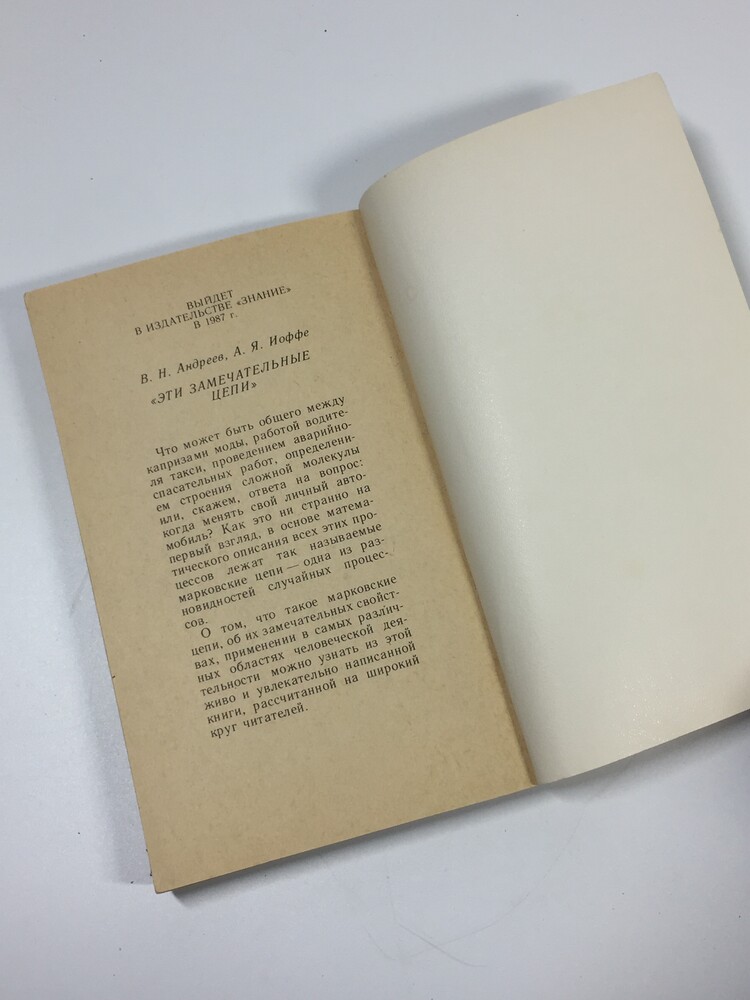 ВЫЙДЕТ
В ИЗДАТЕЛЬСТВЕ «ЗНАНИЕ»
В 1987 г.
В. Н. Андреев, А. Я. Иоффе
«ЭТИ ЗАМЕЧАТЕЛЬНЫЕ
ЦЕПИ»
Что может быть общего между
капризами моды, работой водите-
ля такси, проведением аварийно-
спасательных работ, определени-
ем строения сложной молекулы
или, скажем, ответа на вопрос:
когда менять свой личный авто-
мобиль? Как это ни странно на
первый взгляд, в основе матема-
тического описания всех этих про-
цессов лежат так называемые
марковские цепи — одна из раз-
новидностей случайных процес-
сов.
О том, что такое марковские
цепи, об их замечательных свойст-
вах, применении в самых различ-
ных областях человеческой дея-
тельности можно узнать из этой
живо и увлекательно написанной
книги, рассчитанной на широкий
круг читателей.